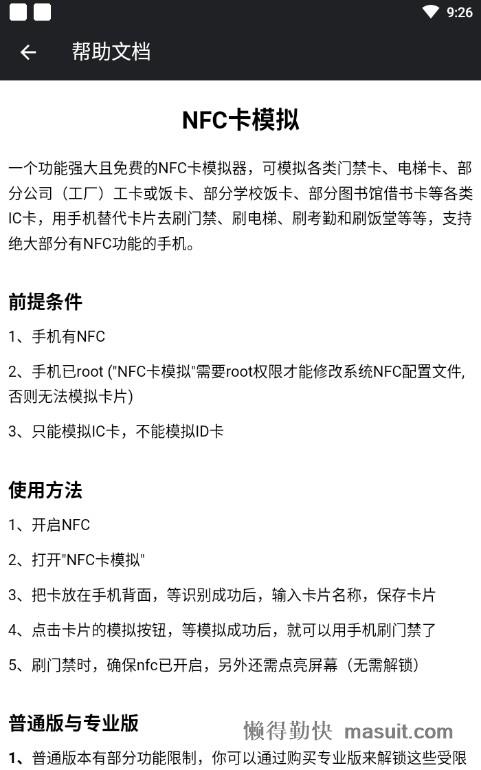 9:26
帮助文档
NFC卡模拟
一个功能强大且免费的NFC卡模拟器，可模拟各类门禁卡、电梯卡、部
分公司（工厂）工卡或饭卡、部分学校饭卡、部分图书馆借书卡等各类
IC卡，用手机替代卡片去刷门禁、刷电梯、刷考勤和刷饭堂等等，支持
绝大部分有NFC功能的手机。
前提条件
1、手机有NFC
2、手机已root ("NFC卡模拟"需要root权限才能修改系统NFC配置文件,
否则无法模拟卡片)
3、只能模拟IC卡，不能模拟ID卡
使用方法
1、开启NFC
2、打开"NFC卡模拟"
3、把卡放在手机背面，等识别成功后，输入卡片名称，保存卡片
4、点击卡片的模拟按钮，等模拟成功后，就可以用手机刷门禁了
5、刷门禁时，确保nfc已开启，另外还需点亮屏幕（无需解锁）
普通版与专业版
懒得勤快 masuit.com
1、普通版本有部分功能限制，你可以通过购买专业版来解锁这些受限